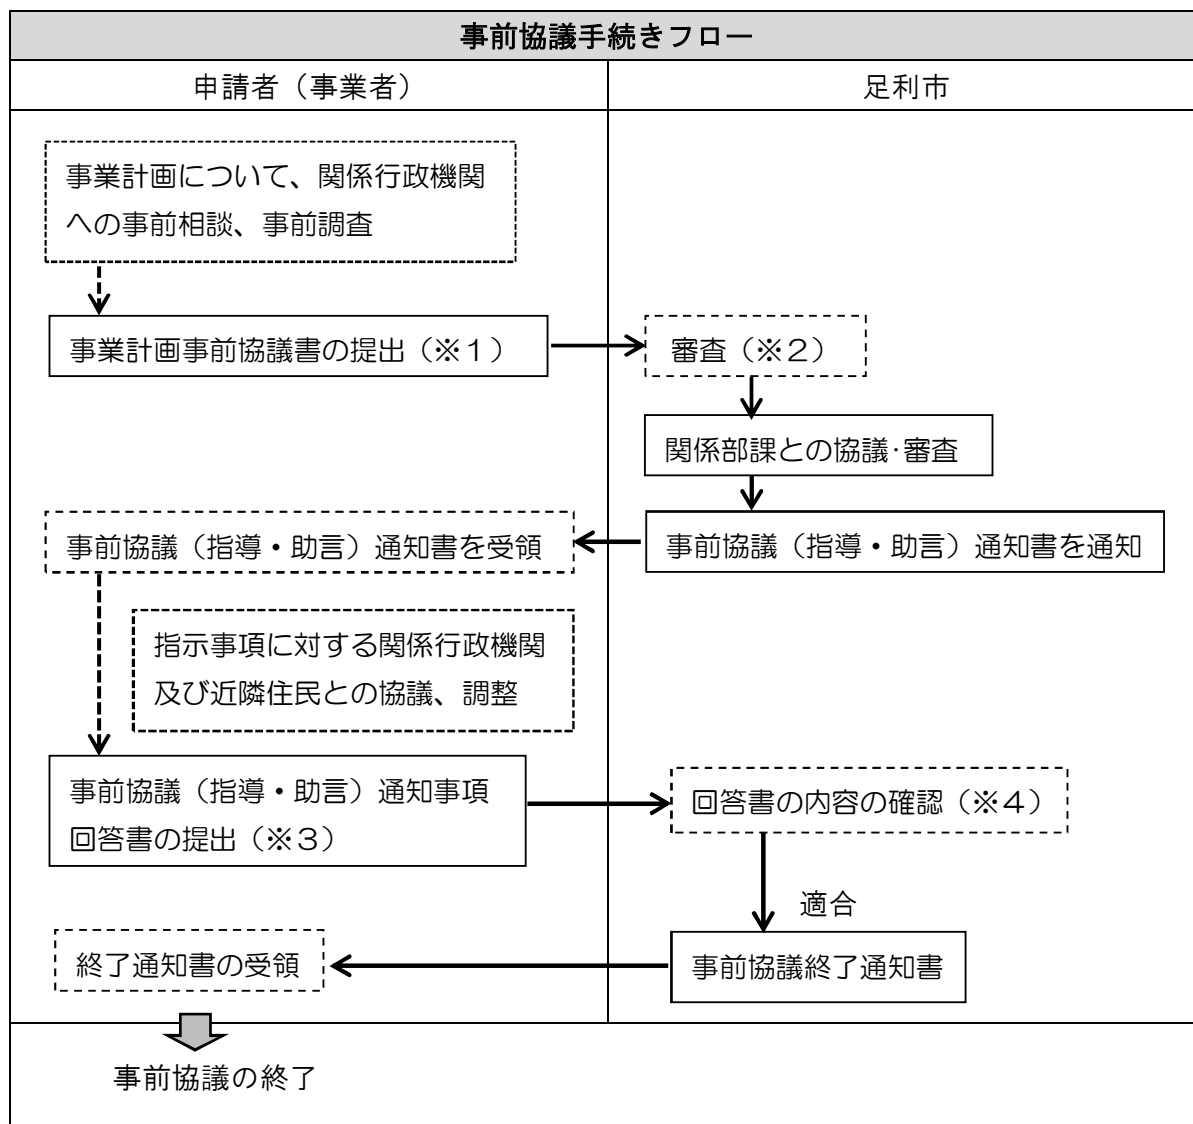 事前協議手続きフロー
申請者（事業者）
足利市
事業計画について、関係行政機関
への事前相談、事前調査
事業計画事前協議書の提出（※１）
審査（※２）
関係部課との協議･審査
事前協議（指導・助言）通知書を受領
事前協議（指導・助言）通知書を通知
指示事項に対する関係行政機関
及び近隣住民との協議、調整
事前協議（指導・助言）通知事項
回答書の提出（※３）
回答書の内容の確認（※４）
適合
終了通知書の受領
事前協議終了通知書
事前協議の終了